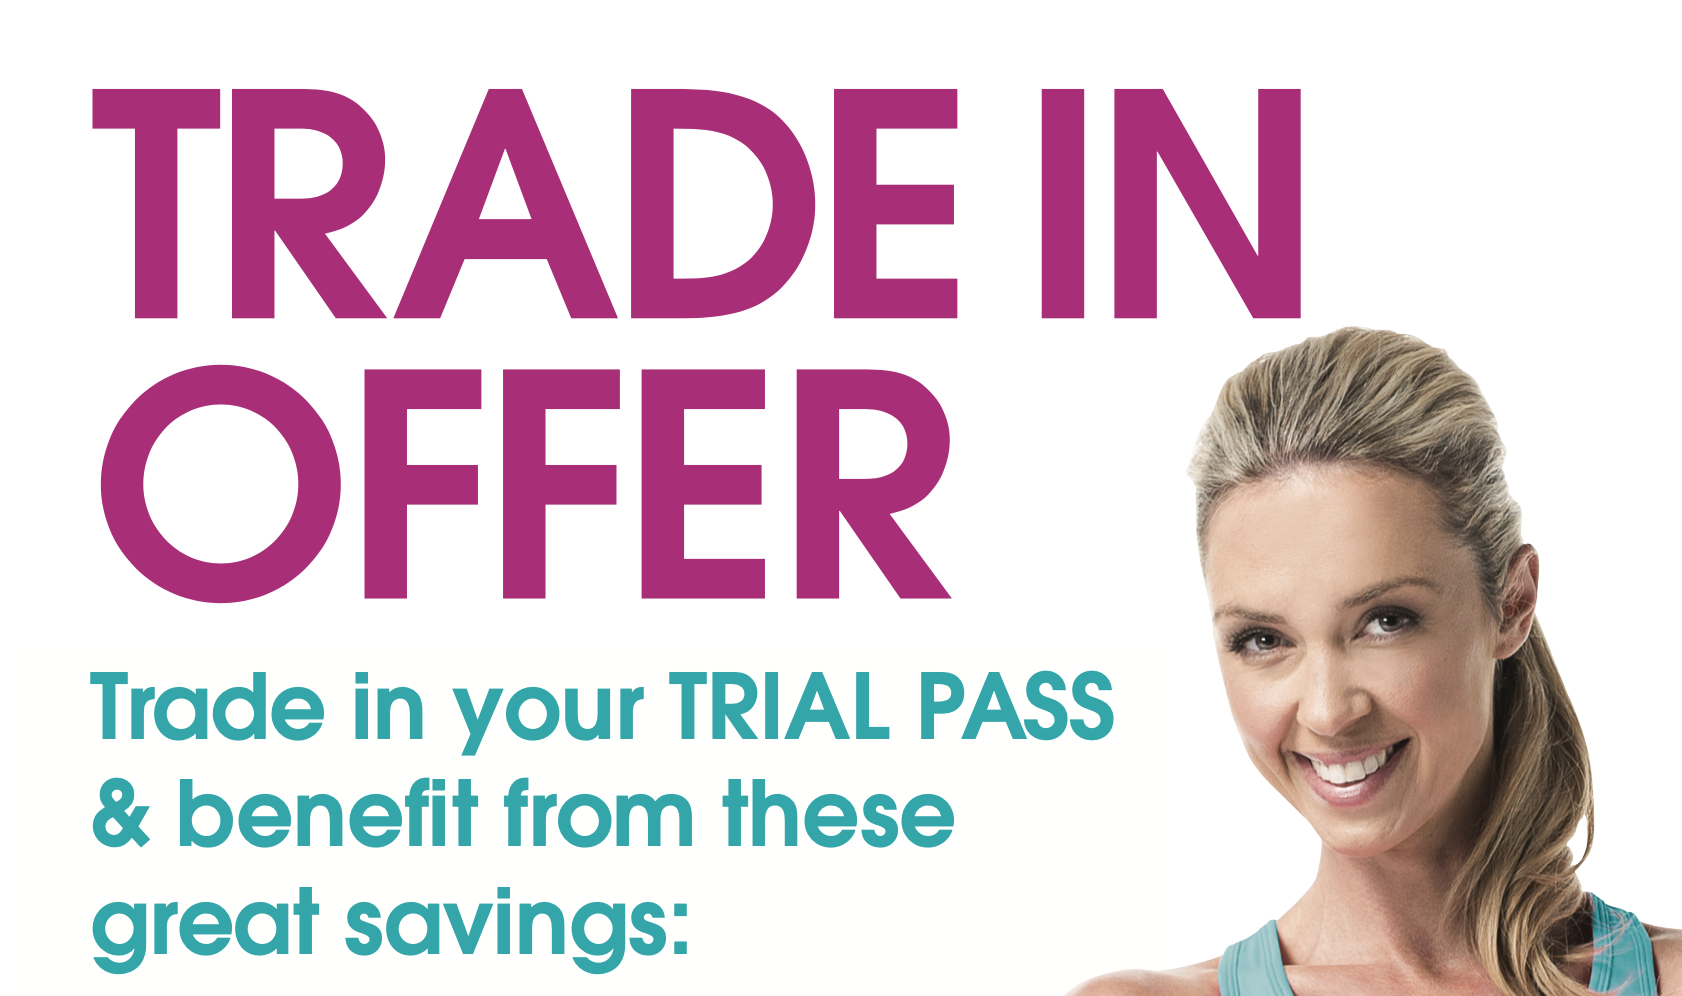 TRADE IN
OFFER
Trade in your TRIAL PASS
& benefit from these
great savings: